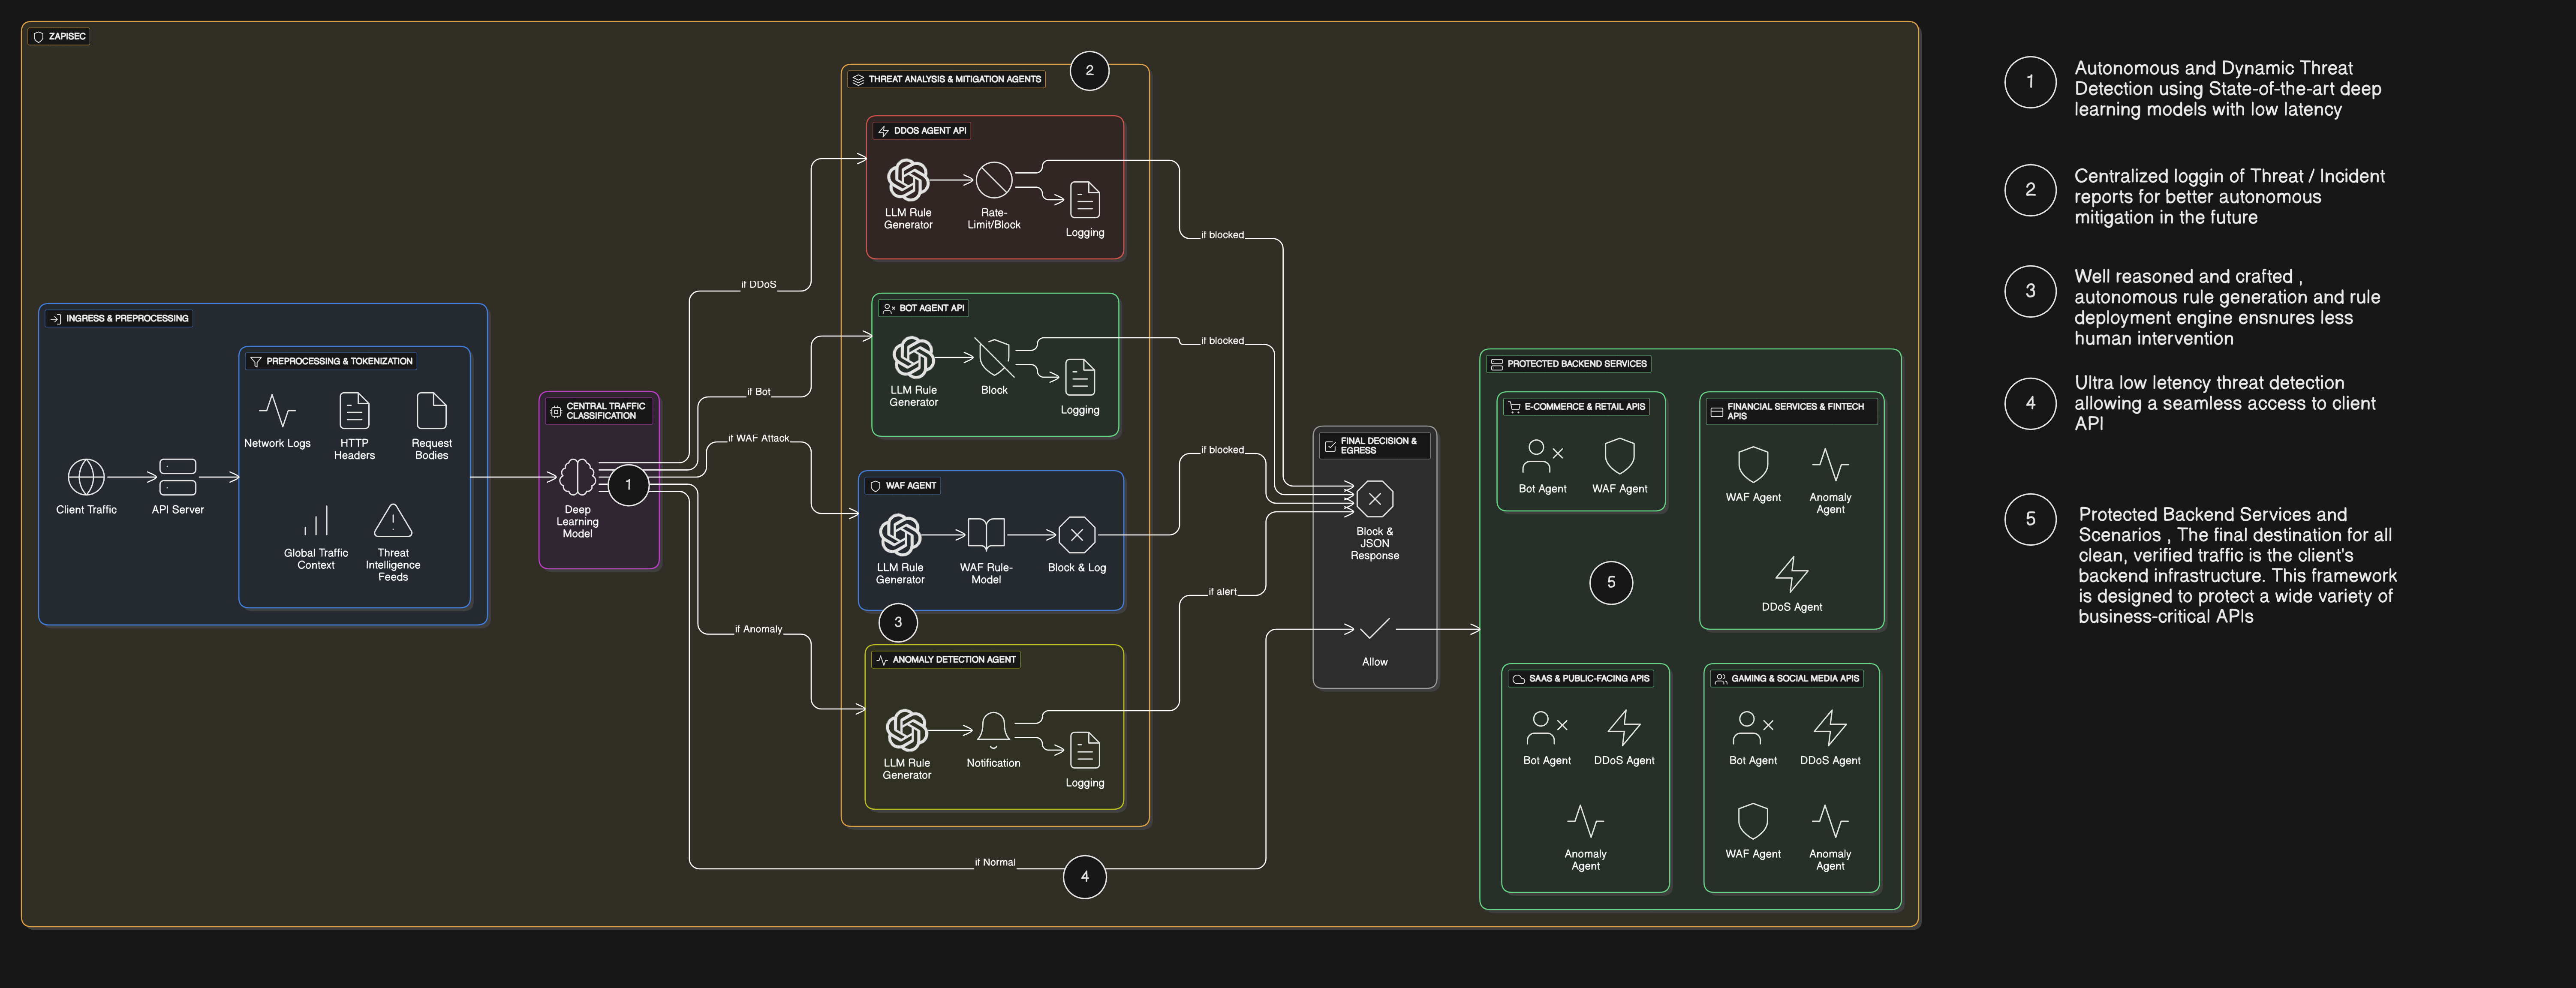 ZAPISEC
INGRESS & PREPROCESSING
PREPROCESSING & TOKENIZATION
Network Logs
HTTP
Headers
Request
Bodies
Client Traffic
API Server
Global Traffic
Context
Threat
Intelligence
Feeds
CENTRAL TRAFFIC
CLASSIFICATION
Deep
Learning
Model
1
if DDoS
if Bot
if WAF Attack
if Anomaly
if Normal
4
THREAT ANALYSIS & MITIGATION AGENTS
2
DDOS AGENT API
LLM Rule
Generator
Rate-
Limit/Block
Logging
BOT AGENT API
LLM Rule
Generator
Block
Logging
WAF AGENT
LLM Rule
Generator
WAF Rule-
Model
Block & Log
3
ANOMALY DETECTION AGENT
LLM Rule
Generator
Notification
Logging
if blocked
if blocked
if blocked
if alert
FINAL DECISION &
EGRESS
Block &
JSON
Response
Allow
PROTECTED BACKEND SERVICES
E-COMMERCE & RETAIL APIS
Bot Agent
WAF Agent
FINANCIAL SERVICES & FINTECH
APIS
WAF Agent
Anomaly
Agent
DDoS Agent
5
SAAS & PUBLIC-FACING APIS
Bot Agent
DDoS Agent
Anomaly
Agent
GAMING & SOCIAL MEDIA APIS
Bot Agent
DDoS Agent
WAF Agent
Anomaly
Agent
1
Autonomous and Dynamic Threat
Detection using State-of-the-art deep
learning models with low latency
2
Centralized loggin of Threat / Incident
reports for better autonomous
mitigation in the future
3
Well reasoned and crafted ,
autonomous rule generation and rule
deployment engine ensnures less
human intervention
4
Ultra low letency threat detection
allowing a seamless access to client
API
5
Protected Backend Services and
Scenarios , The final destination for all
clean, verified traffic is the client's
backend infrastructure. This framework
is designed to protect a wide variety of
business-critical APIs